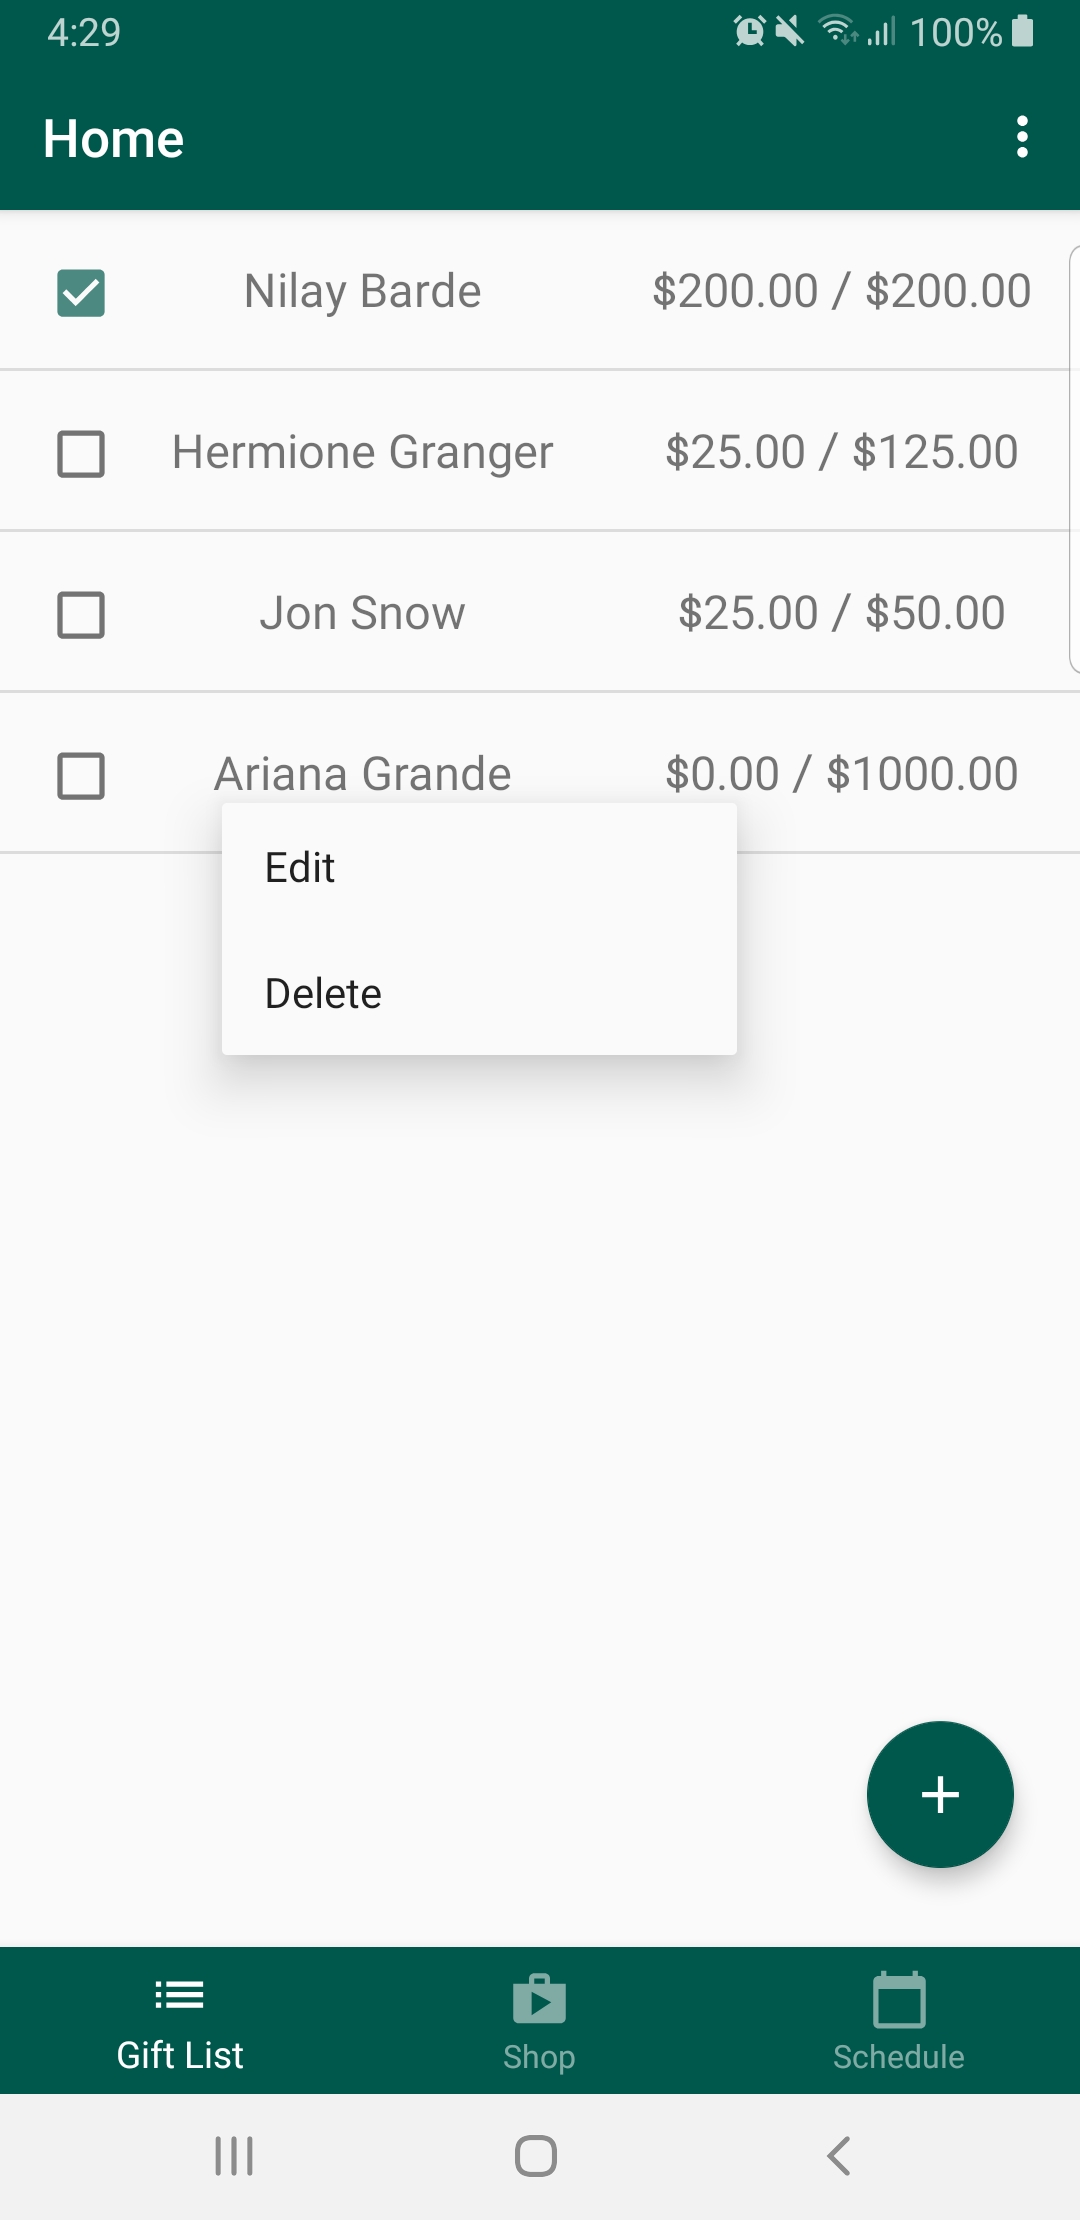 4:29 100%
Home
Nilay Barde $200.00 / $200.00
Hermione Granger $25.00 / $125.00
Jon Snow $25.00 / $50.00
Ariana Grande $0.00 / $1000.00
Edit
Delete
Gift List Shop Schedule